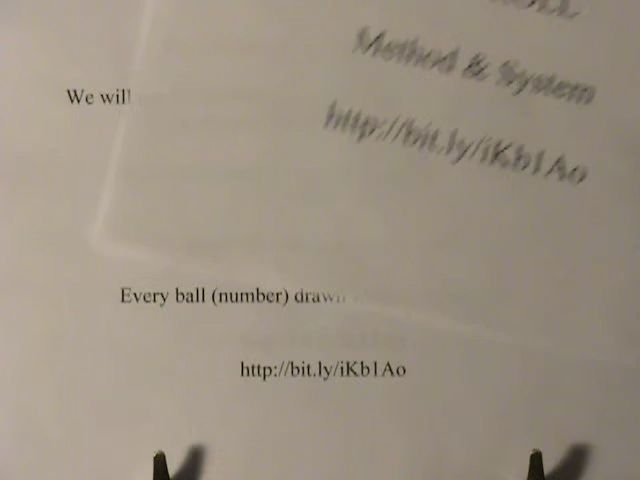 Method & System
http://bit.ly/iKb1Ao
We will
Every ball (number) drawn
http://bit.ly/iKb1Ao